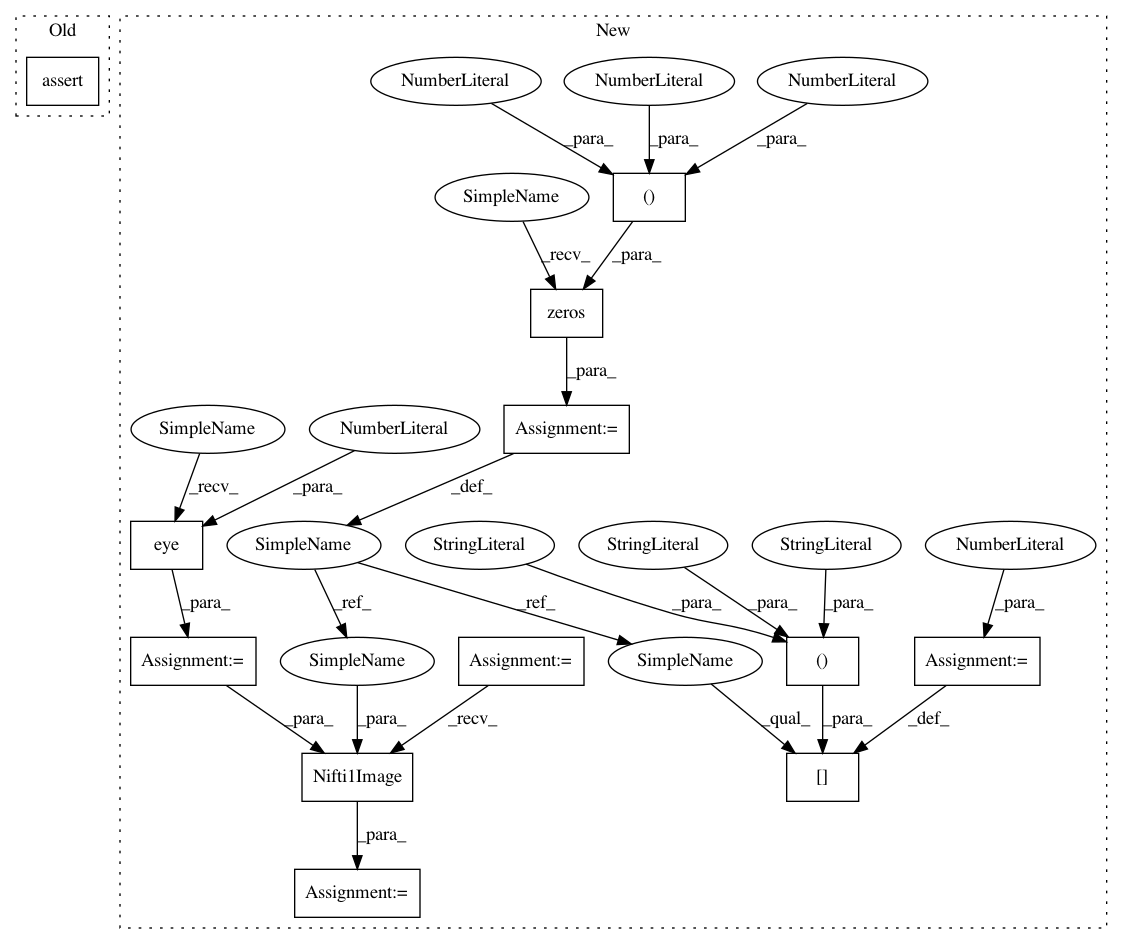 Old
New
assert
NumberLiteral
NumberLiteral
NumberLiteral
_para_
_para_
_para_
SimpleName
()
_recv_
_para_
zeros
_para_
SimpleName
NumberLiteral
Assignment:=
_recv_
_para_
_def_
eye
SimpleName
StringLiteral
StringLiteral
StringLiteral
NumberLiteral
_para_
_ref_
_ref_
_para_
_para_
_para_
_para_
Assignment:=
SimpleName
Assignment:=
SimpleName
()
Assignment:=
_para_
_para_
_recv_
_qual_
_para_
_def_
Nifti1Image
[]
_para_
Assignment:=